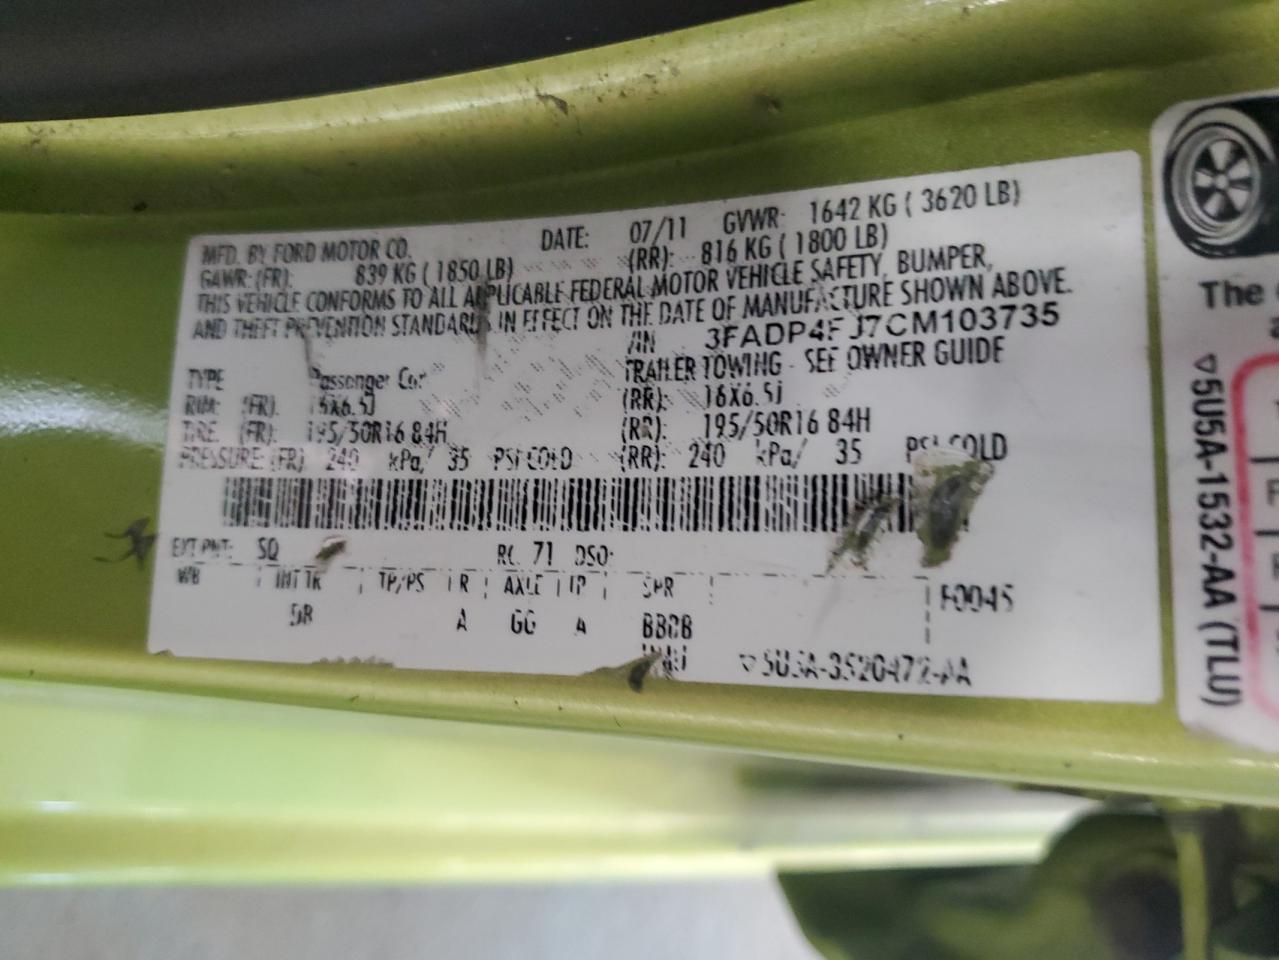 MFD. BY FORD MOTOR CO. DATE: 07/11 GVWR: 1642 KG ( 3620 LB)
GAWR: (FR): 839 KG ( 1850 LB) (RR): 816 KG ( 1800 LB)
THIS VEHICLE CONFORMS TO ALL APPLICABLE FEDERAL MOTOR VEHICLE SAFETY, BUMPER,
AND THEFT PREVENTION STANDARDS IN EFFECT ON THE DATE OF MANUFACTURE SHOWN ABOVE.
VIN 3FADP4FJ7CM103735
TYPE Passenger Car TRAILER TOWING - SEE OWNER GUIDE
RIM: (FR): 16X6.5J (RR): 16X6.5J
TIRE: (FR): 195/50R16 84H (RR): 195/50R16 84H
PRESSURE: (FR) 240 kPa/ 35 PSI COLD (RR): 240 kPa/ 35 PSI COLD
EXT PNT: SQ RC: 71 DSO:
WB INT TR TP/PS R AXLE TP SPR F0045
A GG A BBBB
▽5U5A-3520472-AA
The
▽5U5A-1532-AA (TLU)